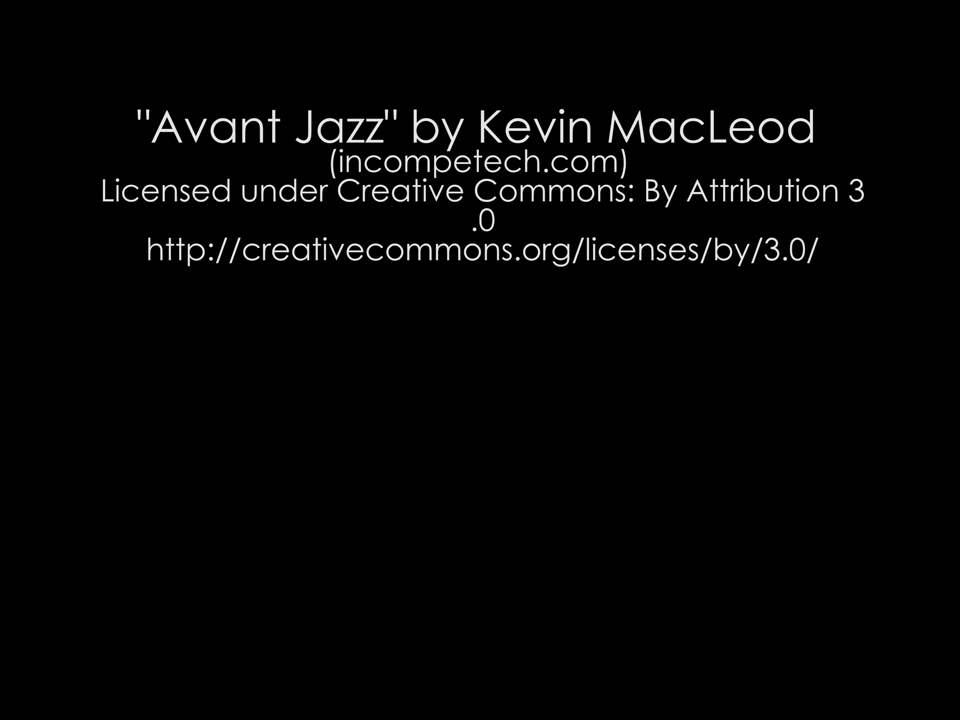 "Avant Jazz" by Kevin MacLeod
(incompetech.com)
Licensed under Creative Commons: By Attribution 3
.0
http://creativecommons.org/licenses/by/3.0/